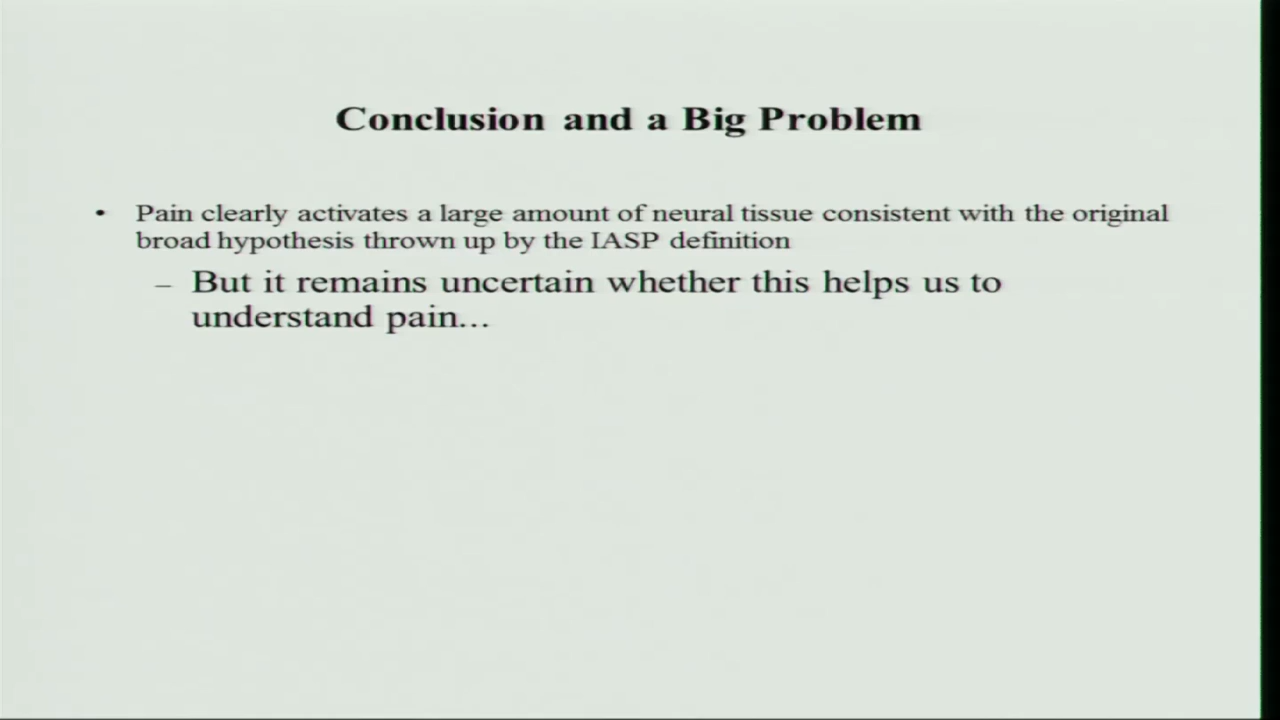 Conclusion and a Big Problem
• Pain clearly activates a large amount of neural tissue consistent with the original
broad hypothesis thrown up by the IASP definition
– But it remains uncertain whether this helps us to
understand pain...